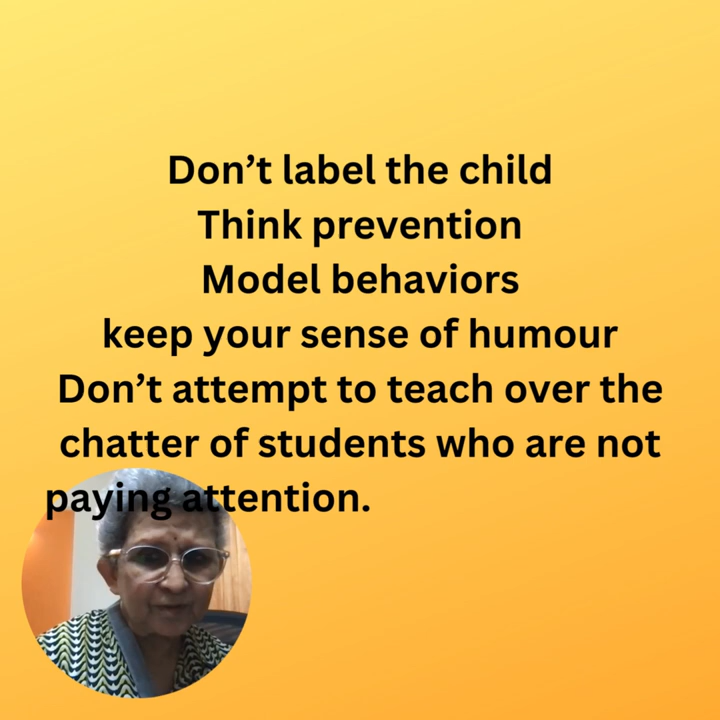 Don’t label the child
Think prevention
Model behaviors
keep your sense of humour
Don’t attempt to teach over the
chatter of students who are not
paying attention.